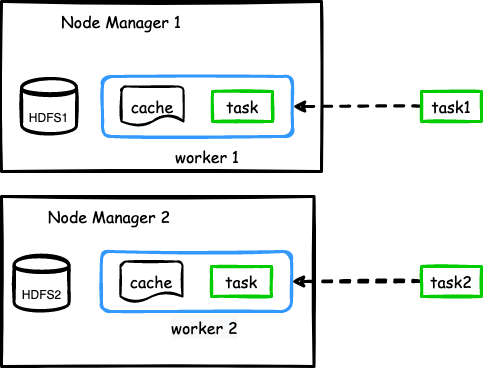 Node Manager 1
HDFS1
cache
task
task1
worker 1
Node Manager 2
HDFS2
cache
task
task2
worker 2